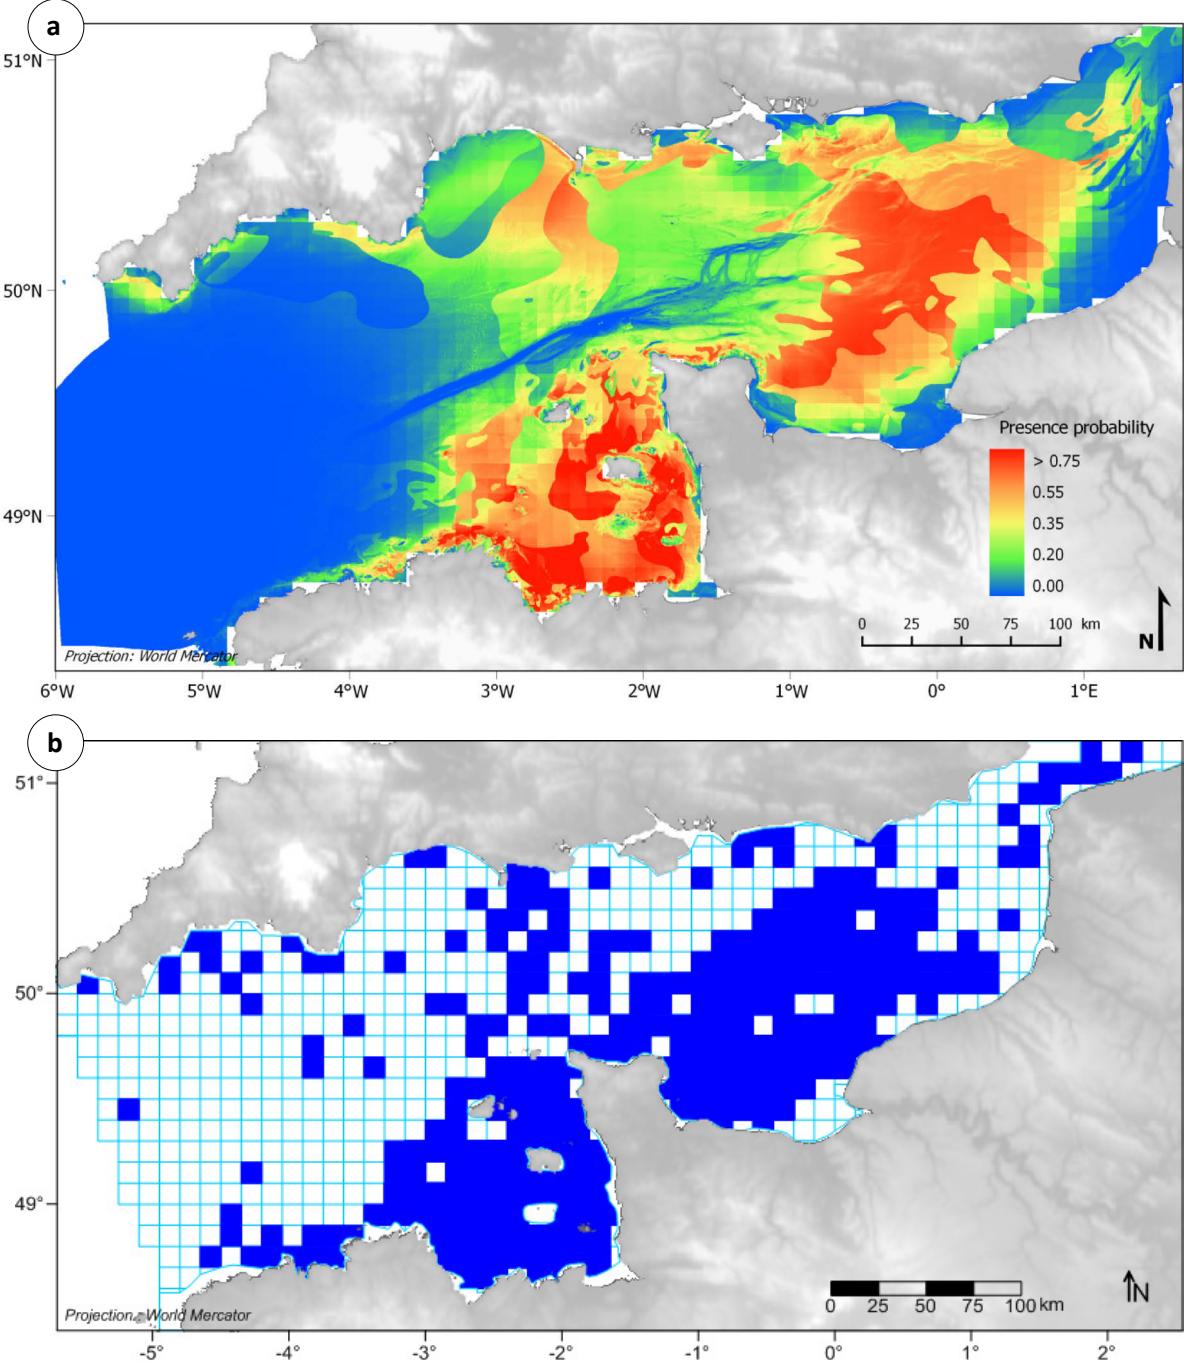 a
51°N
50°N
49°N
Presence probability
> 0.75
0.55
0.35
0.20
0.00
0 25 50 75 100 km
N
Projection: World Mercator
6°W 5°W 4°W 3°W 2°W 1°W 0° 1°E
b
51°
50°
49°
N
0 25 50 75 100 km
Projection: World Mercator
-5° -4° -3° -2° -1° 0° 1° 2°